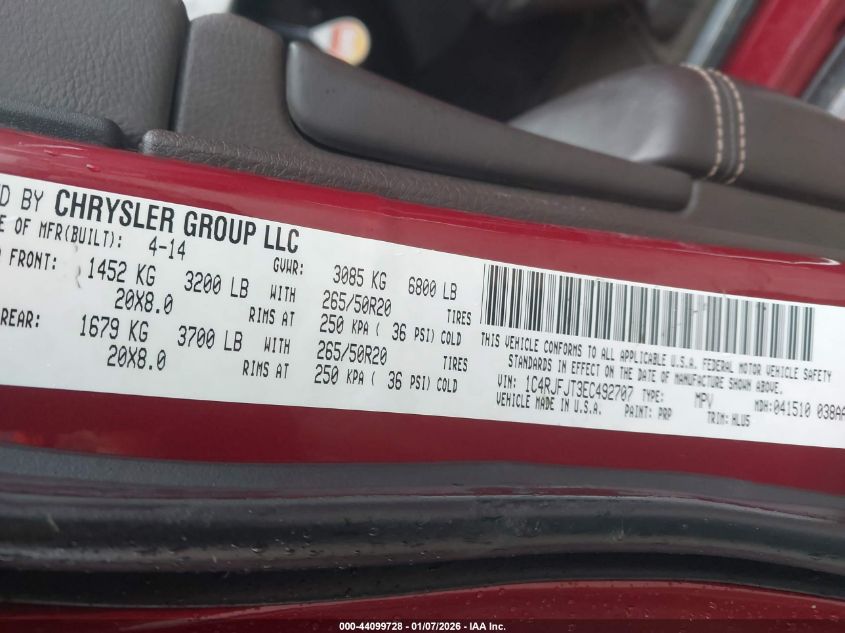 D BY CHRYSLER GROUP LLC
E OF MFR(BUILT): 4-14 GVWR: 3085 KG 6800 LB
FRONT: 1452 KG 3200 LB WITH 265/50R20 TIRES
20X8.0 RIMS AT 250 KPA ( 36 PSI) COLD
REAR: 1679 KG 3700 LB WITH 265/50R20 TIRES
20X8.0 RIMS AT 250 KPA ( 36 PSI) COLD
THIS VEHICLE CONFORMS TO ALL APPLICABLE U.S.A. FEDERAL MOTOR VEHICLE SAFETY
STANDARDS IN EFFECT ON THE DATE OF MANUFACTURE SHOWN ABOVE.
VIN: 1C4RJFJT3EC492707 TYPE: MPV MDH:041510 038AA
VEHICLE MADE IN U.S.A. PAINT: PRP TRIM: HLU5
000-44099728 - 01/07/2026 - IAA Inc.